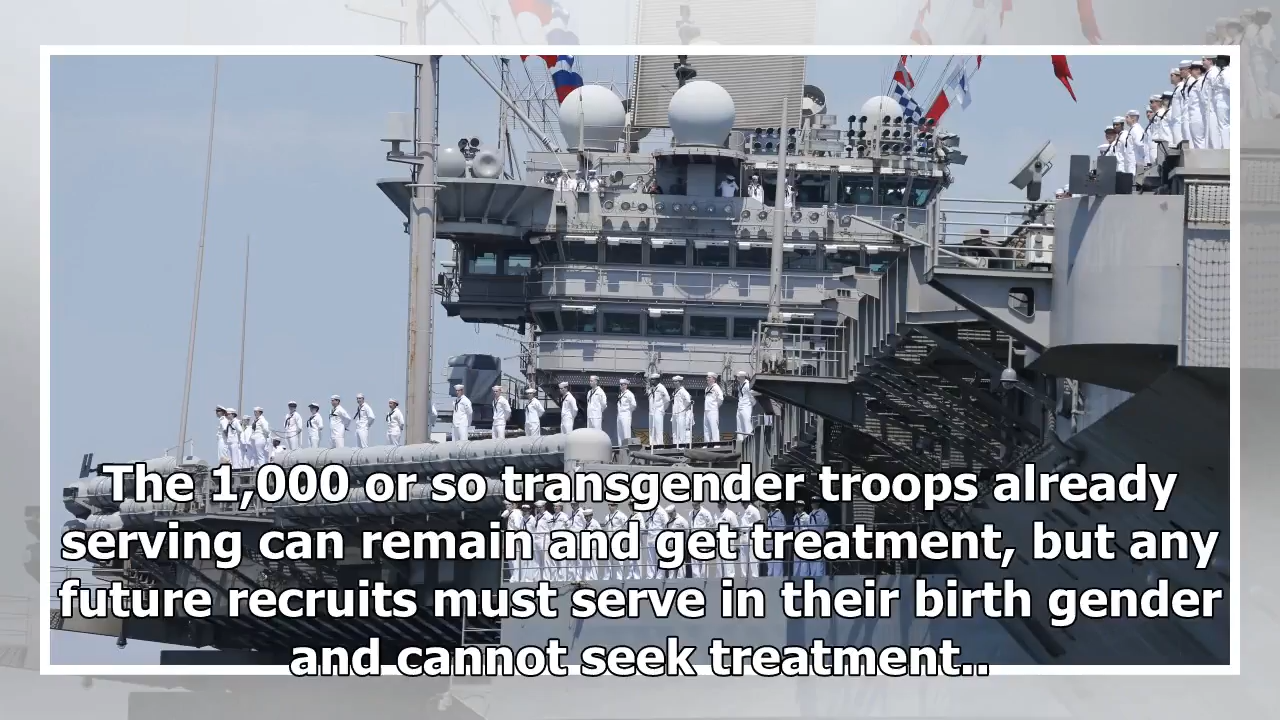 The 1,000 or so transgender troops already
serving can remain and get treatment, but any
future recruits must serve in their birth gender
and cannot seek treatment..